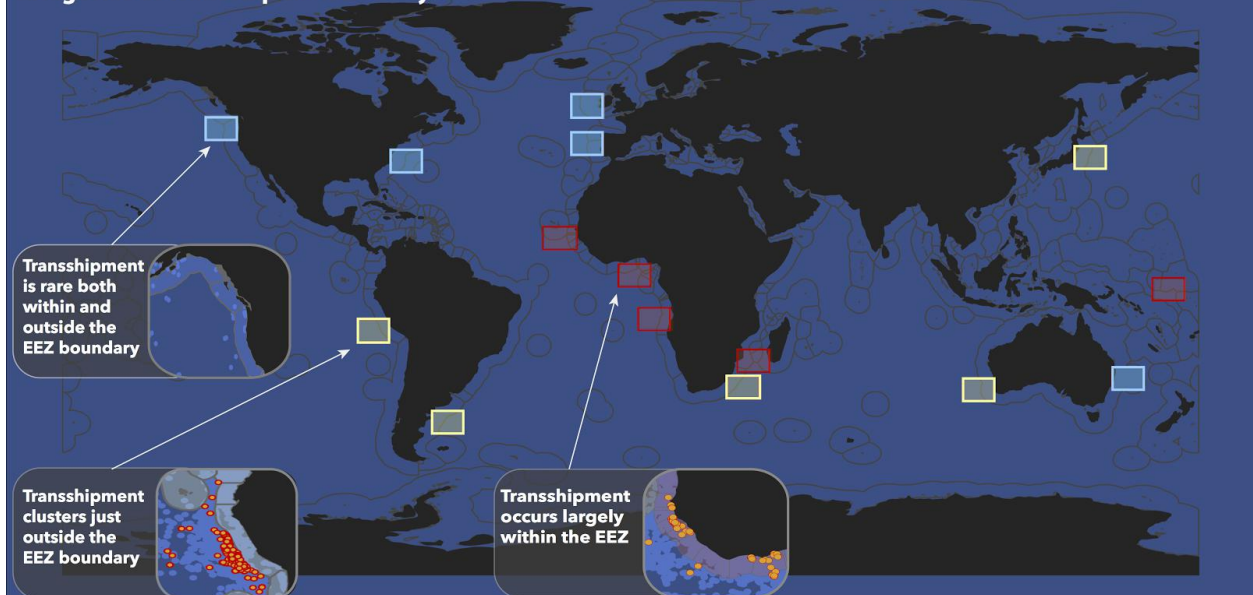 Transshipment
is rare both
within and
outside the
EEZ boundary
Transshipment
clusters just
outside the
EEZ boundary
Transshipment
occurs largely
within the EEZ